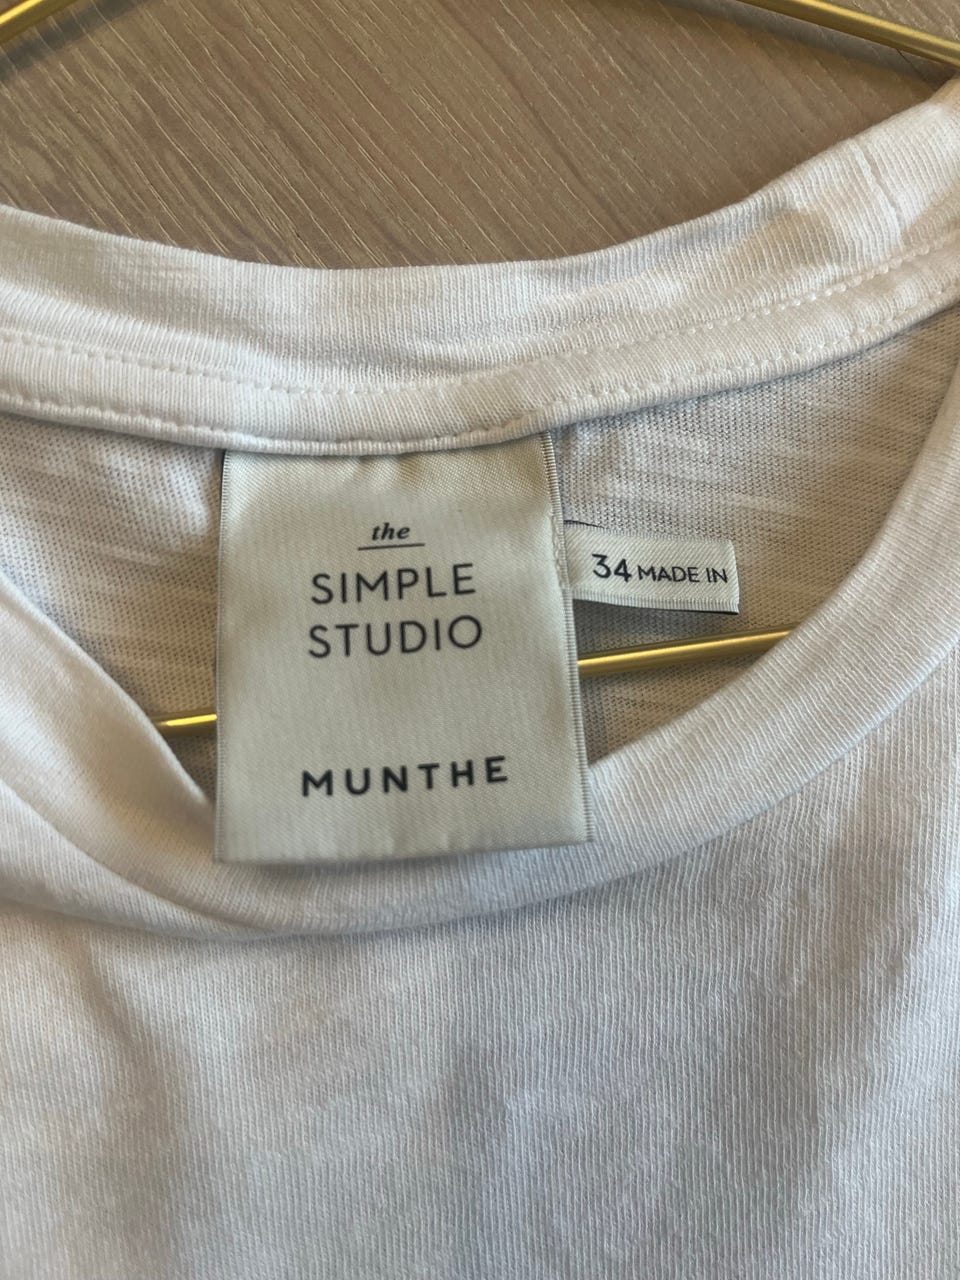 the
SIMPLE
STUDIO
MUNTHE
34 MADE IN